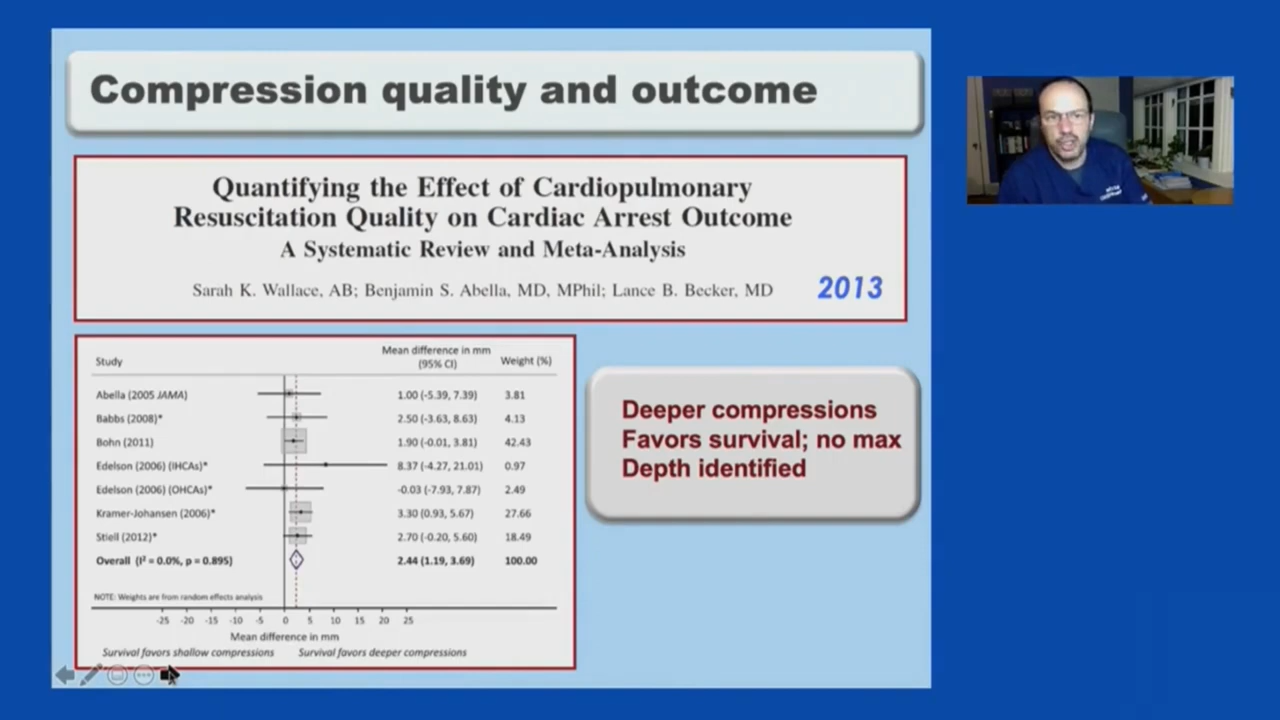 Compression quality and outcome
Quantifying the Effect of Cardiopulmonary
Resuscitation Quality on Cardiac Arrest Outcome
A Systematic Review and Meta-Analysis
Sarah K. Wallace, AB; Benjamin S. Abella, MD, MPhil; Lance B. Becker, MD
2013
Mean difference in mm
Study (95% CI) Weight (%)
Abella (2005 JAMA) 1.00 (-5.39, 7.39) 3.81
Babbs (2008)* 2.50 (-3.63, 8.63) 4.13
Bohn (2011) 1.90 (-0.01, 3.81) 42.43
Edelson (2006) (IHCAs)* 8.37 (-4.27, 21.01) 0.97
Edelson (2006) (OHCAs)* -0.03 (-7.93, 7.87) 2.49
Kramer-Johansen (2006)* 3.30 (0.93, 5.67) 27.66
Stiell (2012)* 2.70 (-0.20, 5.60) 18.49
Overall (I² = 0.0%, p = 0.895) 2.44 (1.19, 3.69) 100.00
NOTE: Weights are from random effects analysis
-25 -20 -15 -10 -5 0 5 10 15 20 25
Mean difference in mm
Survival favors shallow compressions Survival favors deeper compressions
Deeper compressions
Favors survival; no max
Depth identified